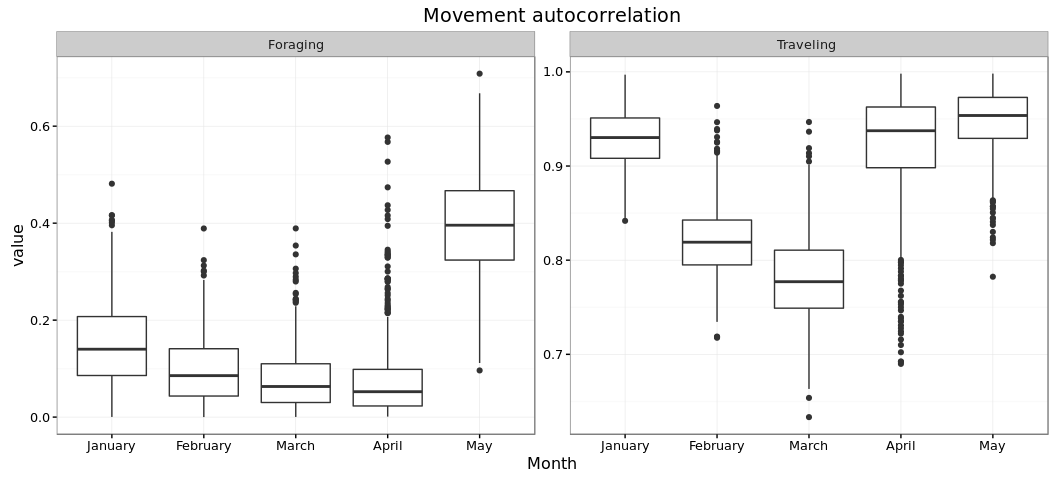 Movement autocorrelation
Foraging
Traveling
value
0.6
0.4
0.2
0.0
1.0
0.9
0.8
0.7
January February March April May
January February March April May
Month